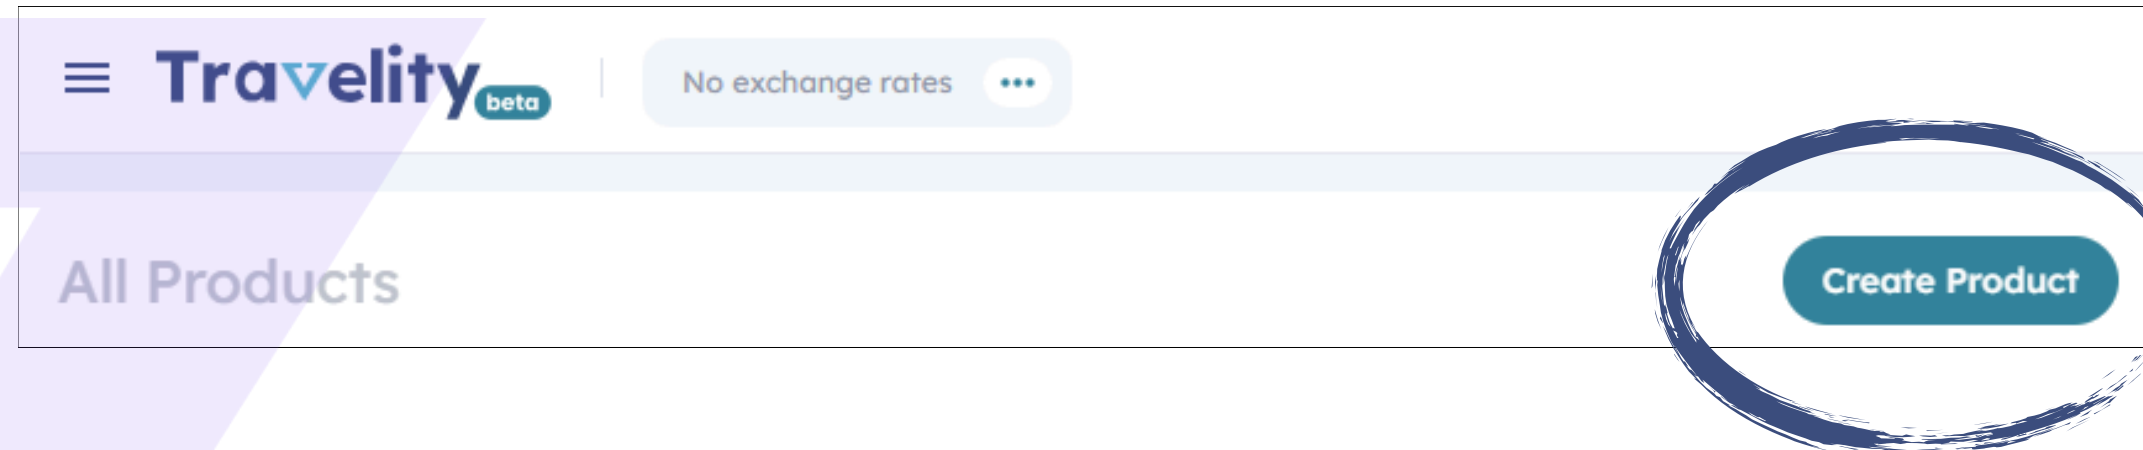 Travelity
beta
No exchange rates
All Products
Create Product